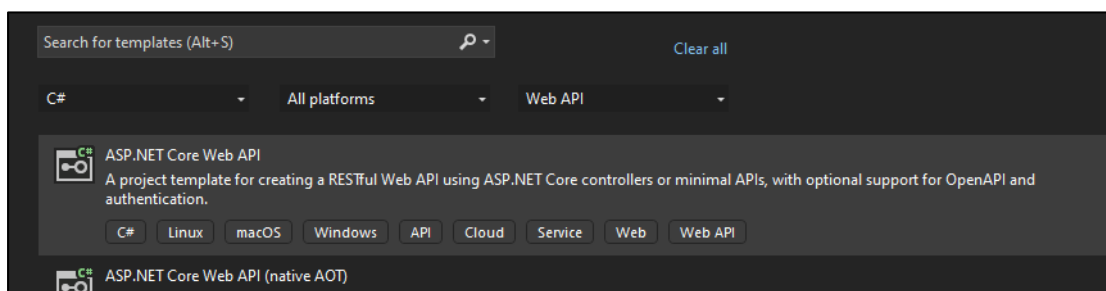 Search for templates (Alt+S)
Clear all
C#
All platforms
Web API
C#
ASP.NET Core Web API
A project template for creating a RESTful Web API using ASP.NET Core controllers or minimal APIs, with optional support for OpenAPI and
authentication.
C#
Linux
macOS
Windows
API
Cloud
Service
Web
Web API
C#
ASP.NET Core Web API (native AOT)